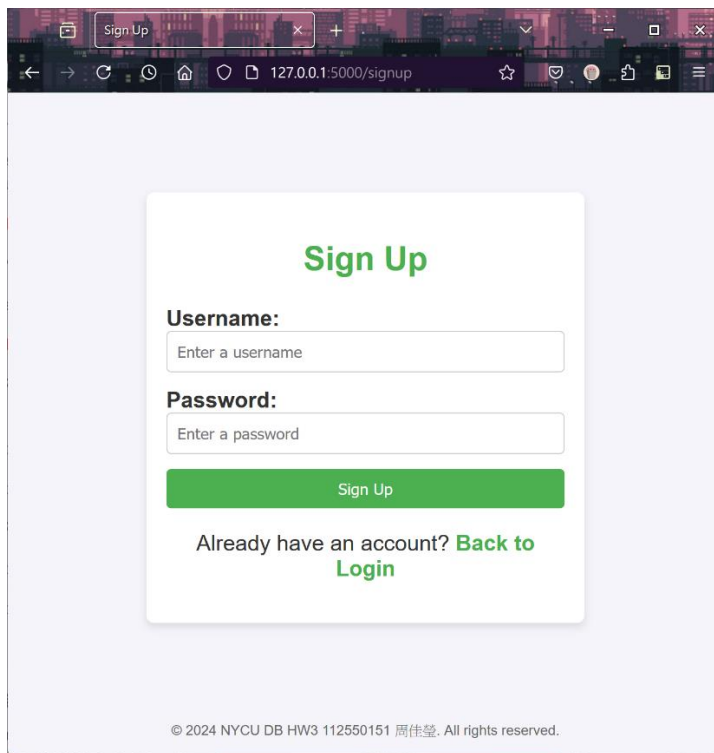 Sign Up
127.0.0.1:5000/signup
Sign Up
Username:
Enter a username
Password:
Enter a password
Sign Up
Already have an account? Back to
Login
© 2024 NYCU DB HW3 112550151 周佳瑩. All rights reserved.